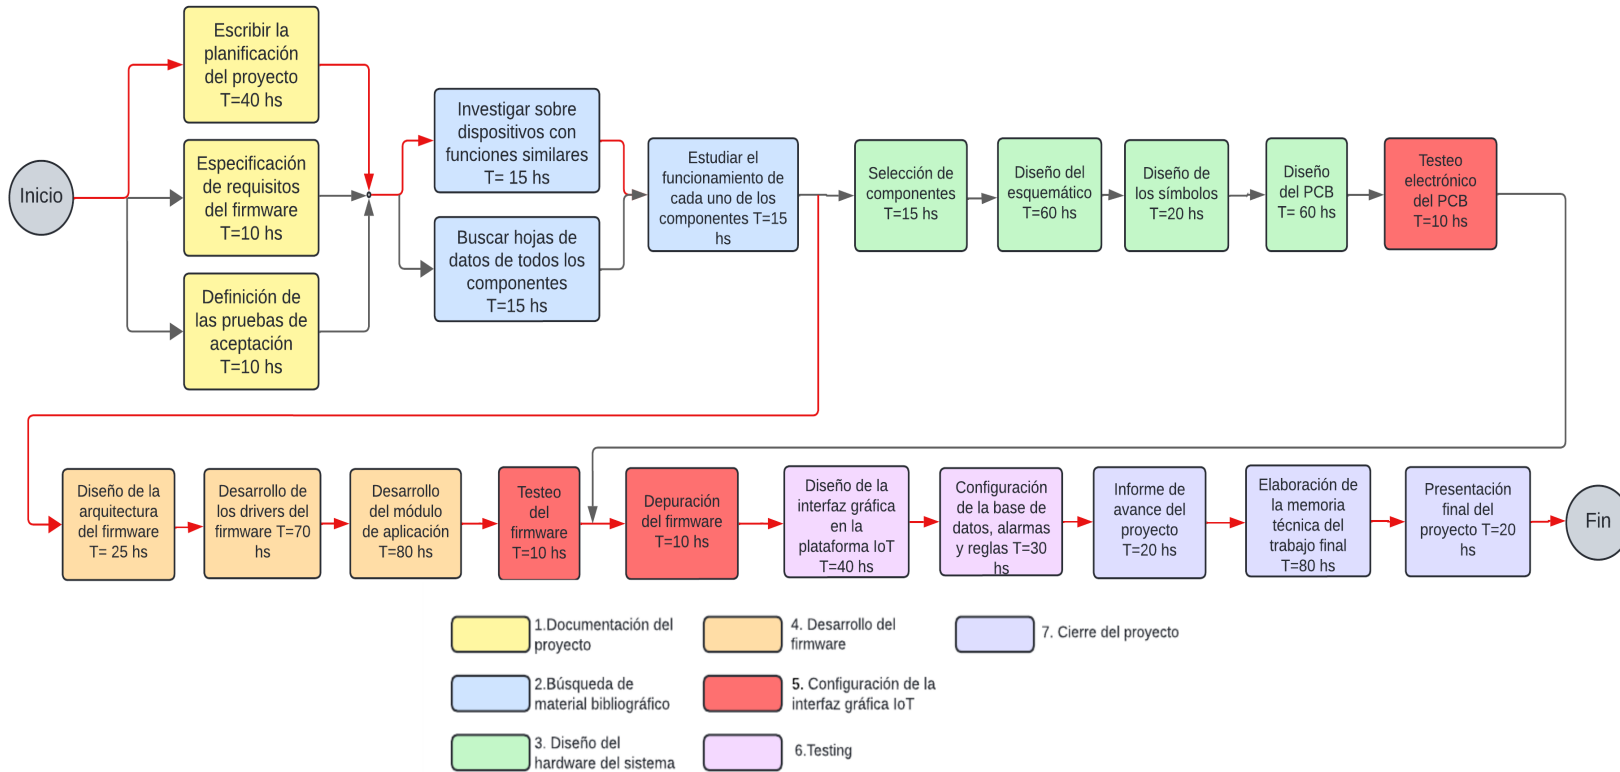 Inicio
Escribir la
planificación
del proyecto
T=40 hs
Especificación
de requisitos
del firmware
T=10 hs
Definición de
las pruebas de
aceptación
T=10 hs
Investigar sobre
dispositivos con
funciones similares
T= 15 hs
Buscar hojas de
datos de todos los
componentes
T=15 hs
Estudiar el
funcionamiento de
cada uno de los
componentes T=15
hs
Selección de
componentes
T=15 hs
Diseño del
esquemático
T=60 hs
Diseño de
los símbolos
T=20 hs
Diseño
del PCB
T= 60 hs
Testeo
electrónico
del PCB
T=10 hs
Diseño de la
arquitectura
del firmware
T= 25 hs
Desarrollo de
los drivers del
firmware T=70
hs
Desarrollo
del módulo
de aplicación
T=80 hs
Testeo
del
firmware
T=10 hs
Depuración
del firmware
T=10 hs
Diseño de la
interfaz gráfica
en la
plataforma IoT
T=40 hs
Configuración
de la base de
datos, alarmas
y reglas T=30
hs
Informe de
avance del
proyecto
T=20 hs
Elaboración de
la memoria
técnica del
trabajo final
T=80 hs
Presentación
final del
proyecto T=20
hs
Fin
1.Documentación del
proyecto
2.Búsqueda de
material bibliográfico
3. Diseño del
hardware del sistema
4. Desarrollo del
firmware
5. Configuración de la
interfaz gráfica IoT
6.Testing
7. Cierre del proyecto